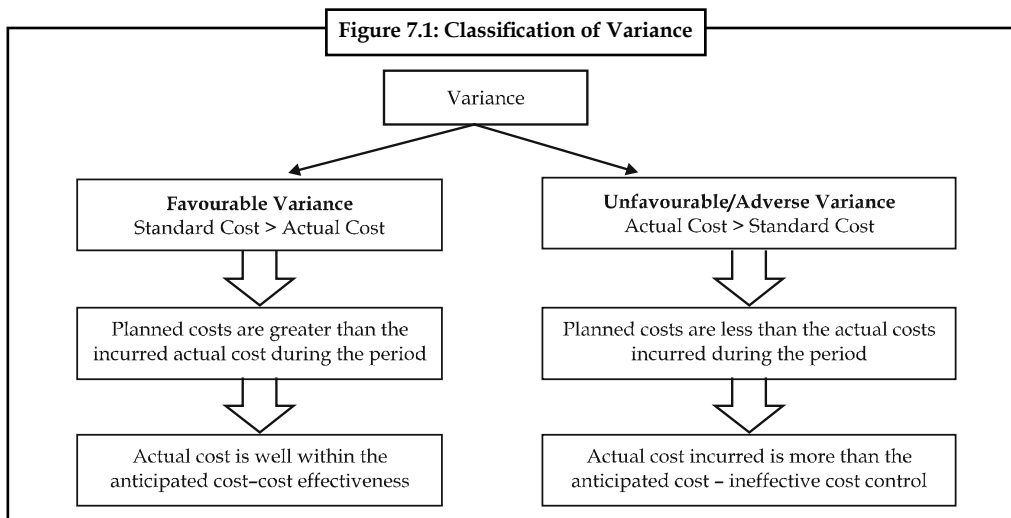 Figure 7.1: Classification of Variance
Variance
Favourable Variance
Standard Cost > Actual Cost
Unfavourable/Adverse Variance
Actual Cost > Standard Cost
Planned costs are greater than the
incurred actual cost during the period
Planned costs are less than the actual costs
incurred during the period
Actual cost is well within the
anticipated cost–cost effectiveness
Actual cost incurred is more than the
anticipated cost – ineffective cost control